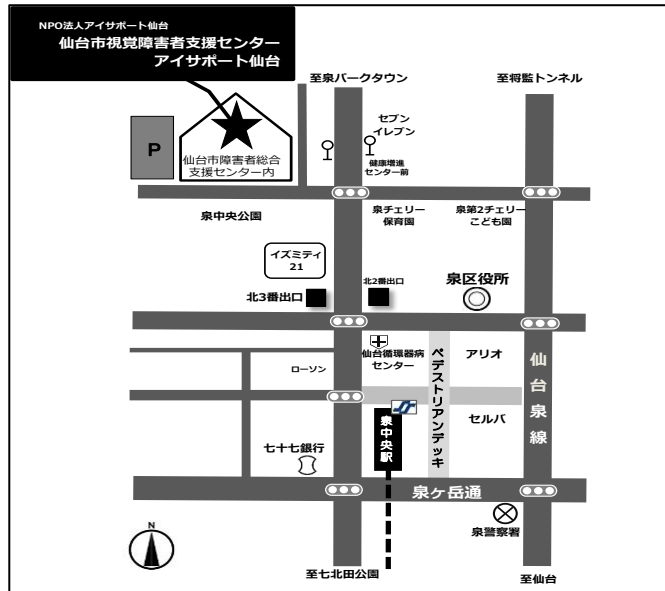 NPO法人アイサポート仙台
仙台市視覚障害者支援センター
アイサポート仙台
至泉パークタウン
至将監トンネル
セブン
イレブン
P
仙台市障害者総合
支援センター内
健康増進
センター前
泉中央公園
泉チェリー
保育園
泉第2チェリー
こども園
イズミティ
21
北3番出口
北2番出口
泉区役所
仙台循環器病
センター
ペデストリアンデッキ
アリオ
仙台泉線
ローソン
セルバ
泉中央駅
七十七銀行
泉ヶ岳通
泉警察署
N
至七北田公園
至仙台